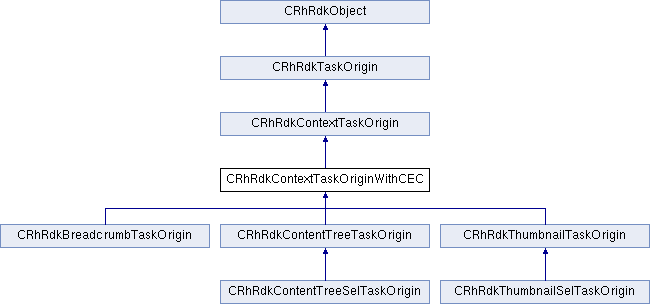 CRhRdkObject
CRhRdkTaskOrigin
CRhRdkContextTaskOrigin
CRhRdkContextTaskOriginWithCEC
CRhRdkBreadcrumbTaskOrigin
CRhRdkContentTreeTaskOrigin
CRhRdkThumbnailTaskOrigin
CRhRdkContentTreeSelTaskOrigin
CRhRdkThumbnailSelTaskOrigin